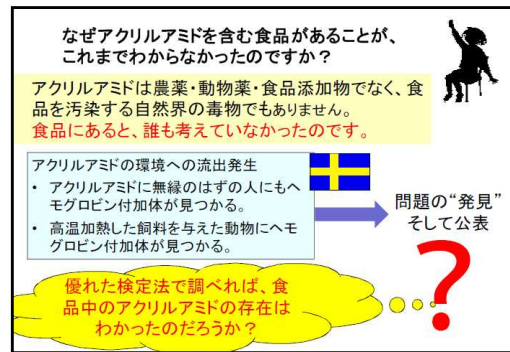 なぜアクリルアミドを含む食品があることが、
これまでわからなかったのですか？
アクリルアミドは農薬・動物薬・食品添加物でなく、食
品を汚染する自然界の毒物でもありません。
食品にあると、誰も考えていなかったのです。
アクリルアミドの環境への流出発生
• アクリルアミドに無縁のはずの人にもヘ
モグロビン付加体が見つかる。
• 高温加熱した飼料を与えた動物にヘモ
グロビン付加体が見つかる。
問題の“発見”
そして公表
優れた検定法で調べれば、食
品中のアクリルアミドの存在は
わかったのだろうか？
?